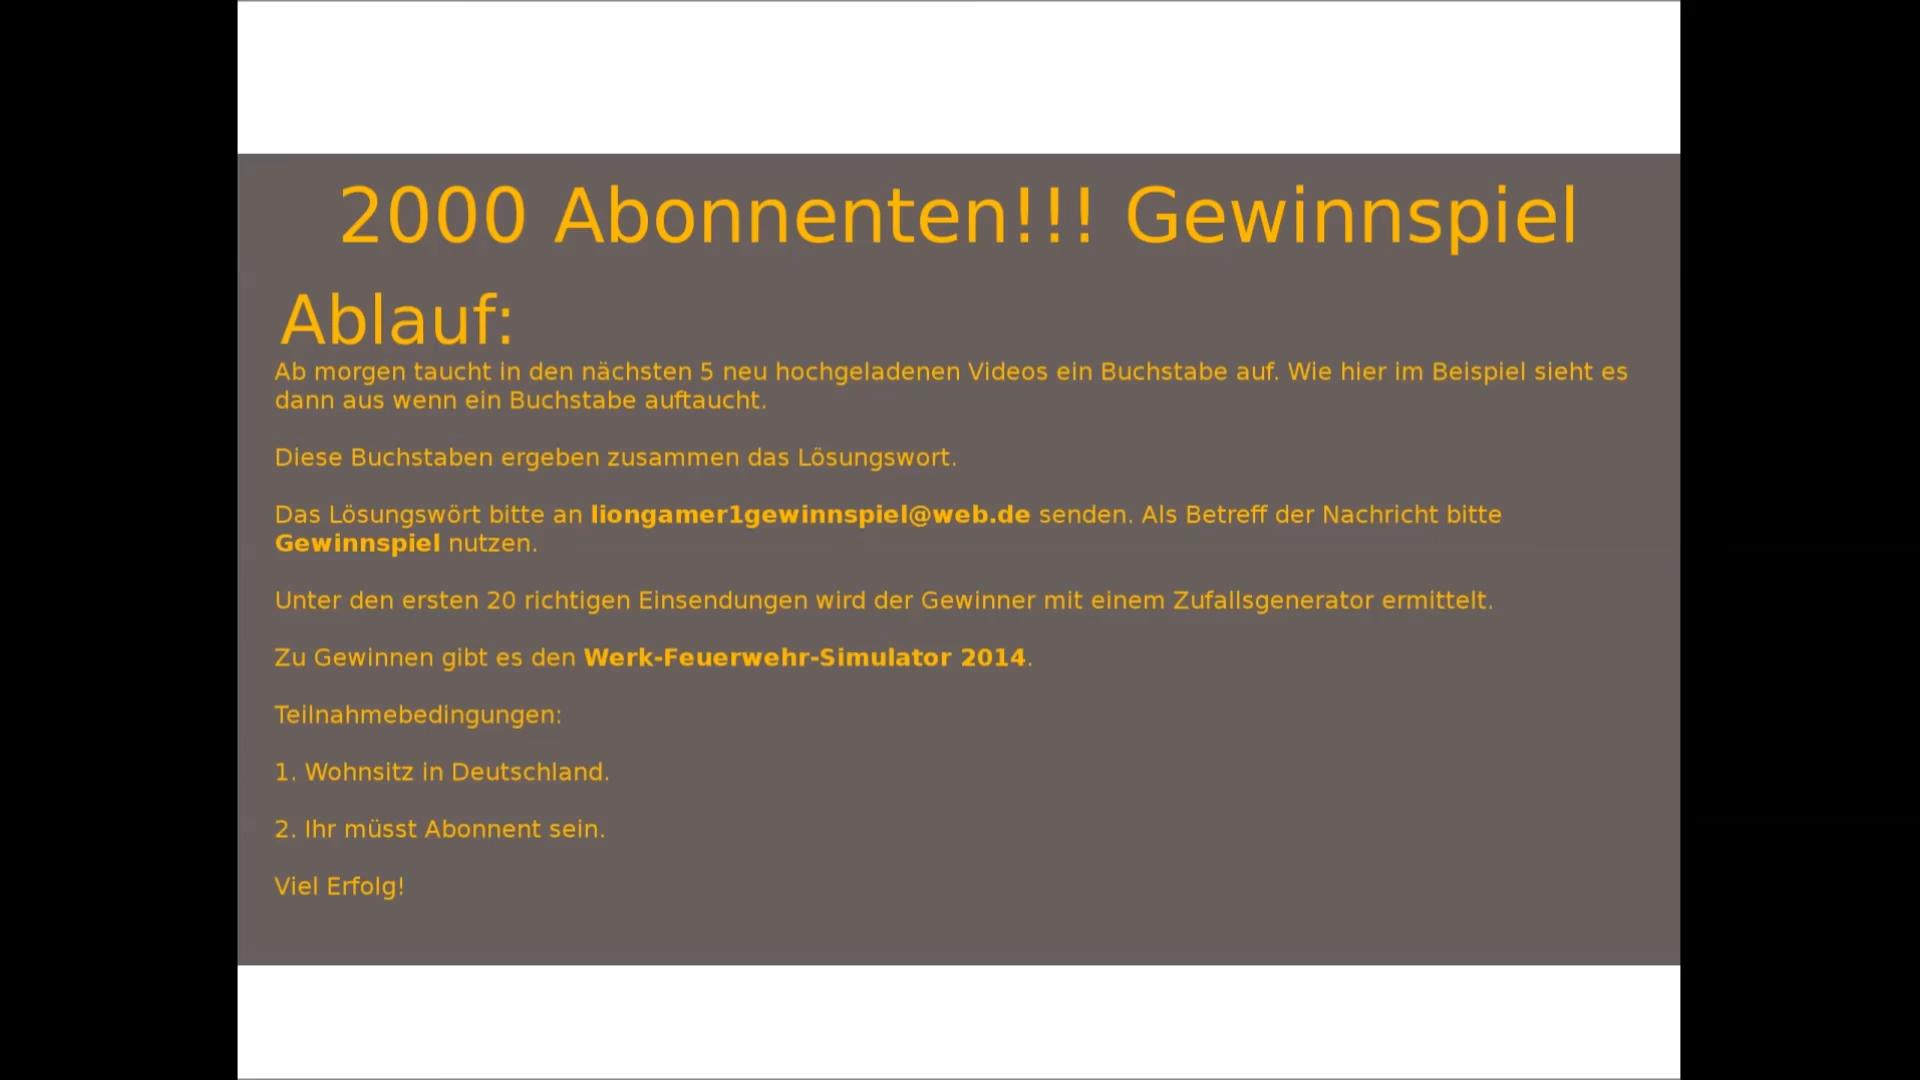 2000 Abonnenten!!! Gewinnspiel
Ablauf:
Ab morgen taucht in den nächsten 5 neu hochgeladenen Videos ein Buchstabe auf. Wie hier im Beispiel sieht es
dann aus wenn ein Buchstabe auftaucht.
Diese Buchstaben ergeben zusammen das Lösungswort.
Das Lösungswört bitte an liongamer1gewinnspiel@web.de senden. Als Betreff der Nachricht bitte
Gewinnspiel nutzen.
Unter den ersten 20 richtigen Einsendungen wird der Gewinner mit einem Zufallsgenerator ermittelt.
Zu Gewinnen gibt es den Werk-Feuerwehr-Simulator 2014.
Teilnahmebedingungen:
1. Wohnsitz in Deutschland.
2. Ihr müsst Abonnent sein.
Viel Erfolg!